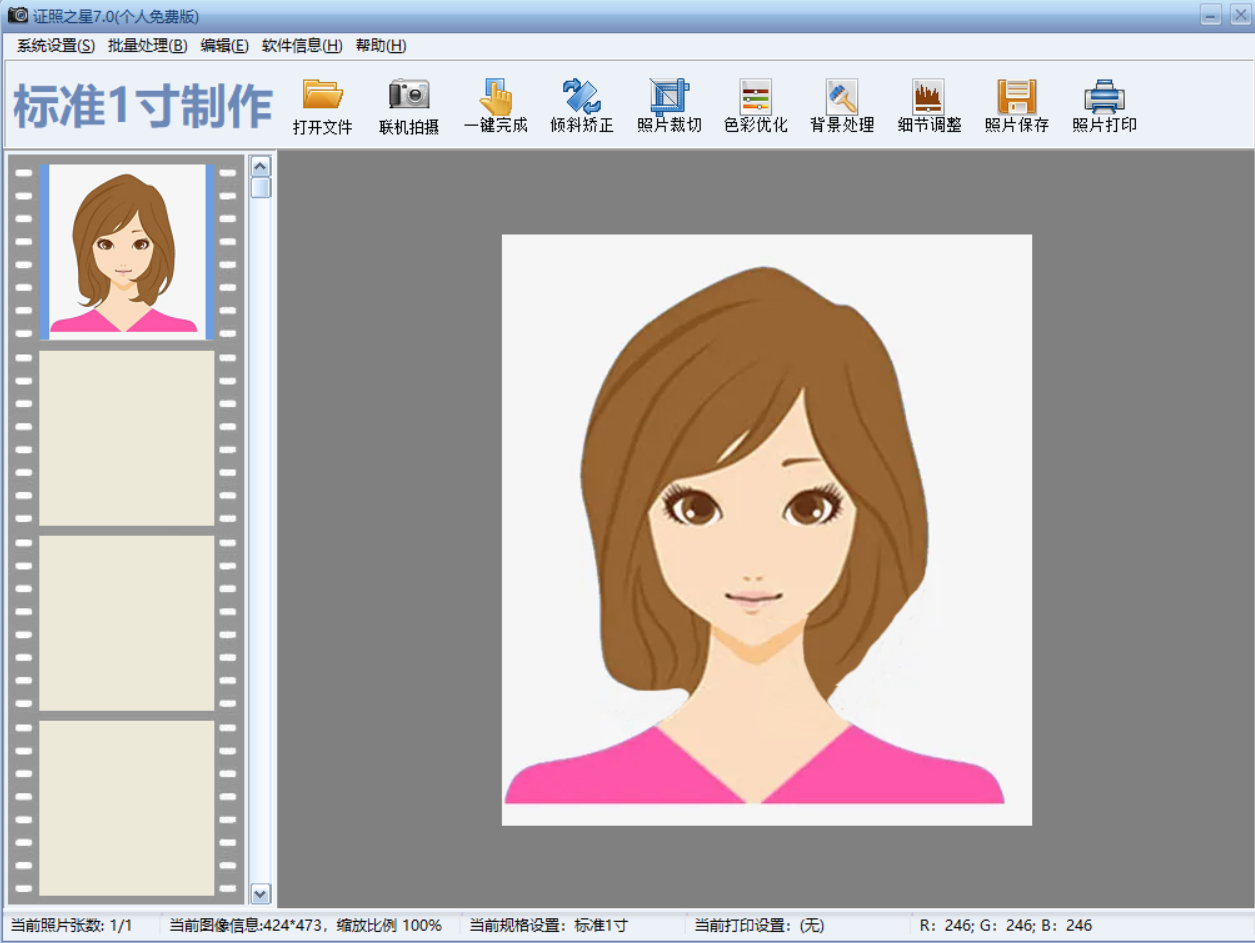 证照之星7.0(个人免费版)
系统设置(S) 批量处理(B) 编辑(E) 软件信息(H) 帮助(H)
标准1寸制作
打开文件 联机拍摄 一键完成 倾斜矫正 照片裁切 色彩优化 背景处理 细节调整 照片保存 照片打印
当前照片张数: 1/1 当前图像信息:424*473，缩放比例 100% 当前规格设置：标准1寸 当前打印设置：(无) R：246; G：246; B：246